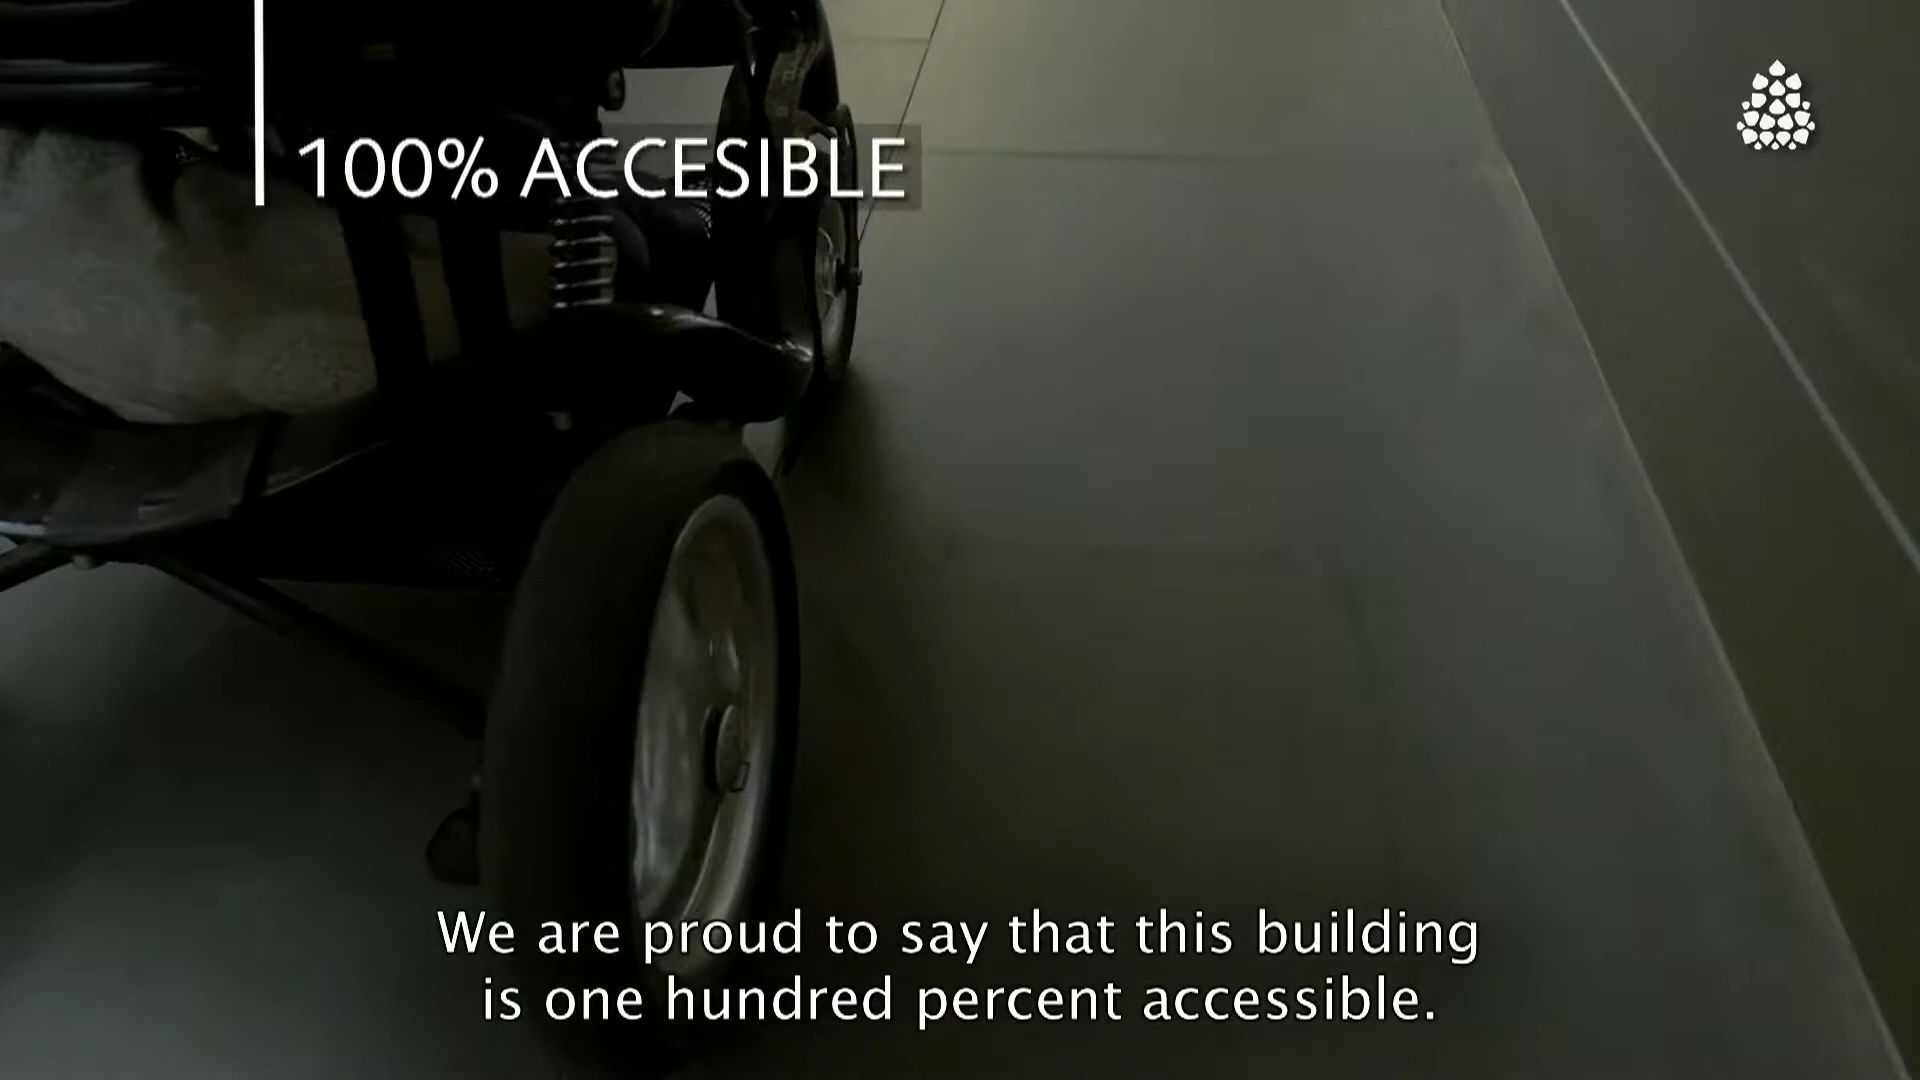 100% ACCESIBLE
We are proud to say that this building
is one hundred percent accessible.